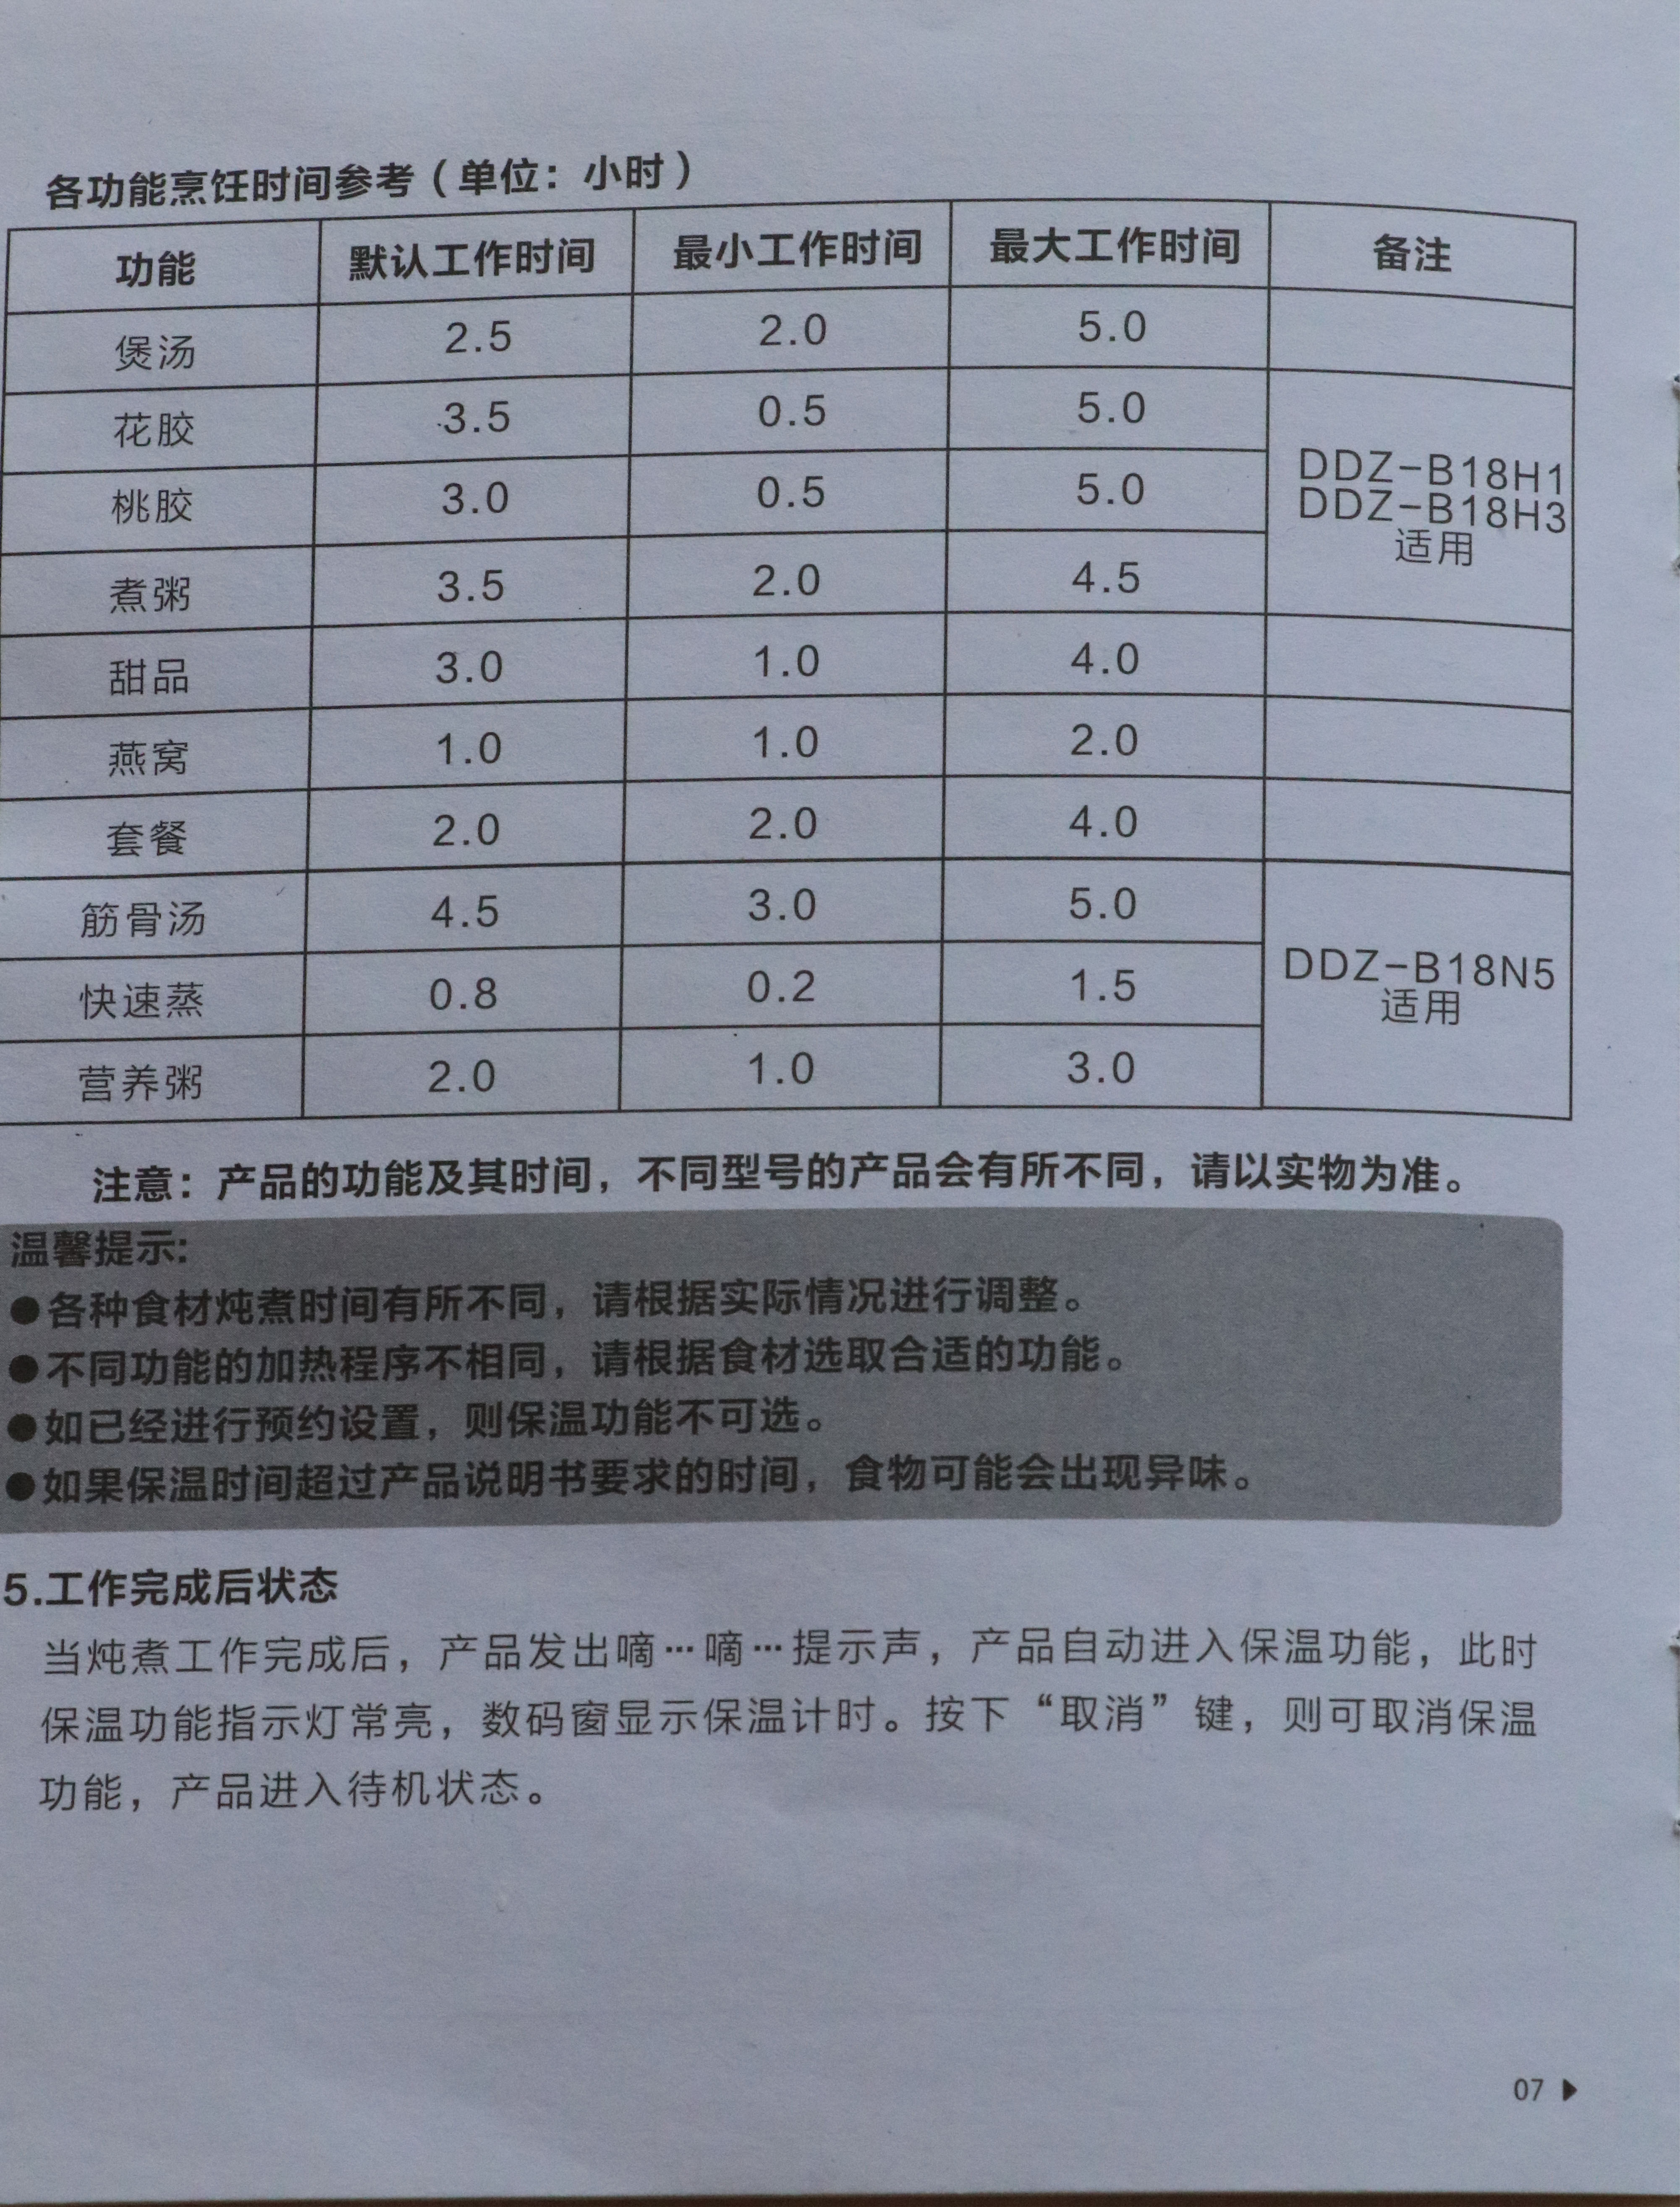 各功能烹饪时间参考（单位：小时）
功能 默认工作时间 最小工作时间 最大工作时间 备注
煲汤 2.5 2.0 5.0
花胶 3.5 0.5 5.0
桃胶 3.0 0.5 5.0
DDZ-B18H1
DDZ-B18H3
适用
煮粥 3.5 2.0 4.5
甜品 3.0 1.0 4.0
燕窝 1.0 1.0 2.0
套餐 2.0 2.0 4.0
筋骨汤 4.5 3.0 5.0
快速蒸 0.8 0.2 1.5
DDZ-B18N5
适用
营养粥 2.0 1.0 3.0
注意：产品的功能及其时间，不同型号的产品会有所不同，请以实物为准。
温馨提示:
●各种食材炖煮时间有所不同，请根据实际情况进行调整。
●不同功能的加热程序不相同，请根据食材选取合适的功能。
●如已经进行预约设置，则保温功能不可选。
●如果保温时间超过产品说明书要求的时间，食物可能会出现异味。
5.工作完成后状态
当炖煮工作完成后，产品发出嘀…嘀…提示声，产品自动进入保温功能，此时
保温功能指示灯常亮，数码窗显示保温计时。按下“取消”键，则可取消保温
功能，产品进入待机状态。
07